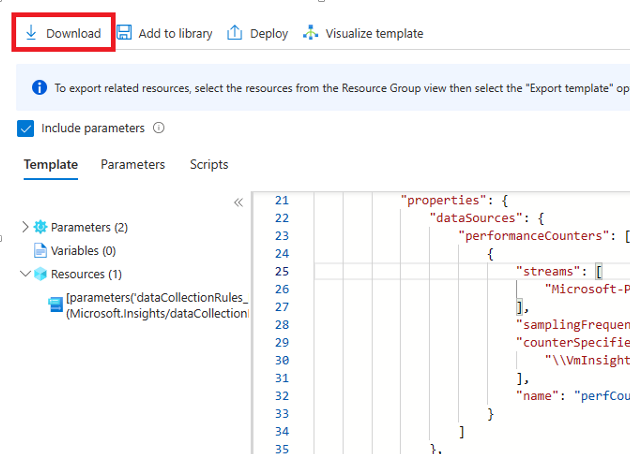 Download Add to library Deploy Visualize template
To export related resources, select the resources from the Resource Group view then select the "Export template" op
Include parameters
Template Parameters Scripts
Parameters (2)
Variables (0)
Resources (1)
[parameters('dataCollectionRules_
(Microsoft.Insights/dataCollection
21 "properties": {
22 "dataSources": {
23 "performanceCounters": [
24 {
25 "streams": [
26 "Microsoft-P
27 ],
28 "samplingFrequen
29 "counterSpecifie
30 "\\VmInsight
31 ],
32 "name": "perfCou
33 }
34 ]
35 },